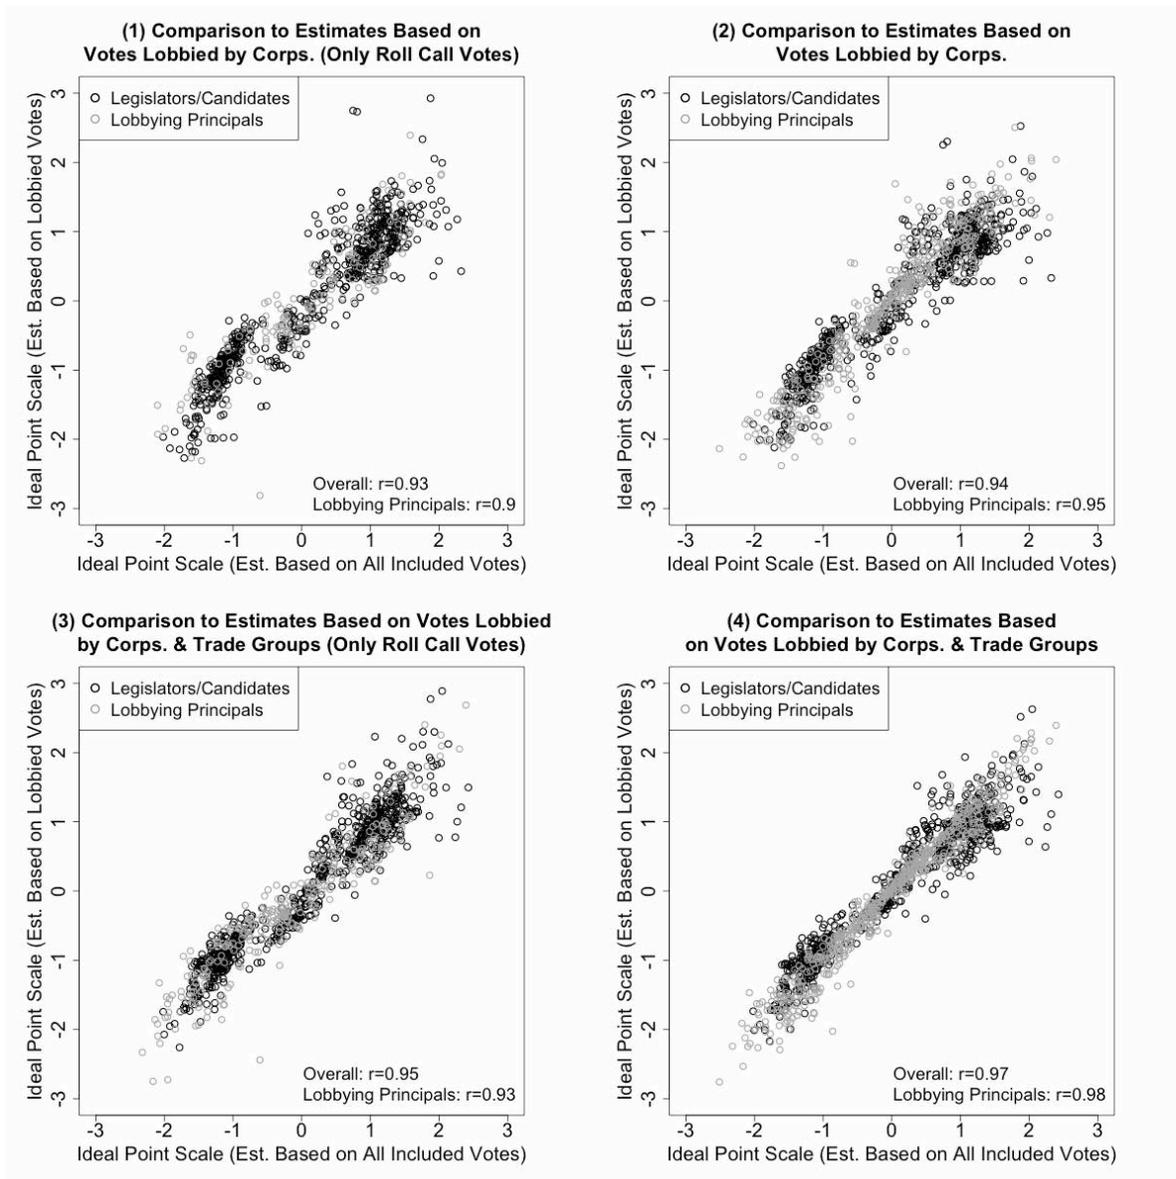 (1) Comparison to Estimates Based on
Votes Lobbied by Corps. (Only Roll Call Votes)
Ideal Point Scale (Est. Based on Lobbied Votes)
3
2
1
0
-1
-2
-3
Legislators/Candidates
Lobbying Principals
Overall: r=0.93
Lobbying Principals: r=0.9
-3 -2 -1 0 1 2 3
Ideal Point Scale (Est. Based on All Included Votes)
(2) Comparison to Estimates Based on
Votes Lobbied by Corps.
Ideal Point Scale (Est. Based on Lobbied Votes)
3
2
1
0
-1
-2
-3
Legislators/Candidates
Lobbying Principals
Overall: r=0.94
Lobbying Principals: r=0.95
-3 -2 -1 0 1 2 3
Ideal Point Scale (Est. Based on All Included Votes)
(3) Comparison to Estimates Based on Votes Lobbied
by Corps. & Trade Groups (Only Roll Call Votes)
Ideal Point Scale (Est. Based on Lobbied Votes)
3
2
1
0
-1
-2
-3
Legislators/Candidates
Lobbying Principals
Overall: r=0.95
Lobbying Principals: r=0.93
-3 -2 -1 0 1 2 3
Ideal Point Scale (Est. Based on All Included Votes)
(4) Comparison to Estimates Based
on Votes Lobbied by Corps. & Trade Groups
Ideal Point Scale (Est. Based on Lobbied Votes)
3
2
1
0
-1
-2
-3
Legislators/Candidates
Lobbying Principals
Overall: r=0.97
Lobbying Principals: r=0.98
-3 -2 -1 0 1 2 3
Ideal Point Scale (Est. Based on All Included Votes)